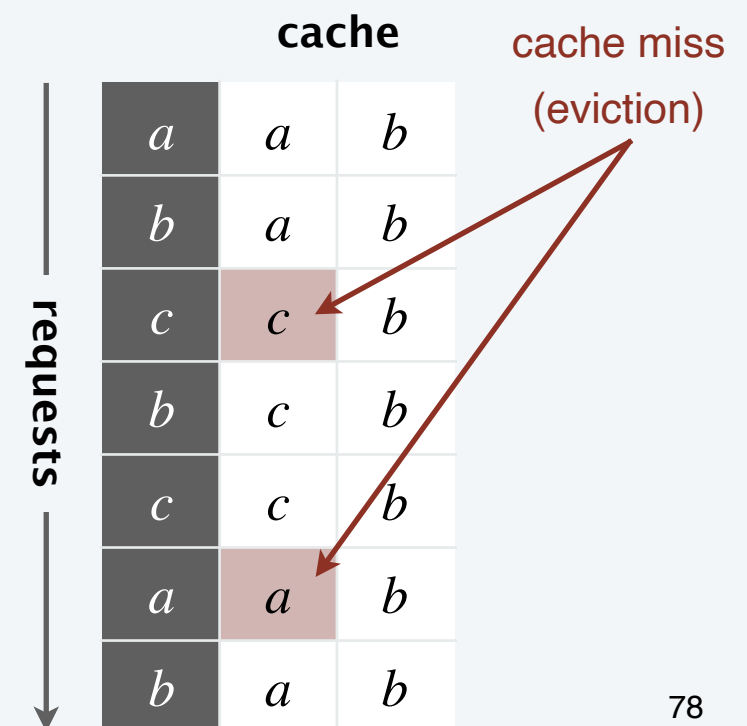 cache
cache miss
(eviction)
requests
a a b
b a b
c c b
b c b
c c b
a a b
b a b
78